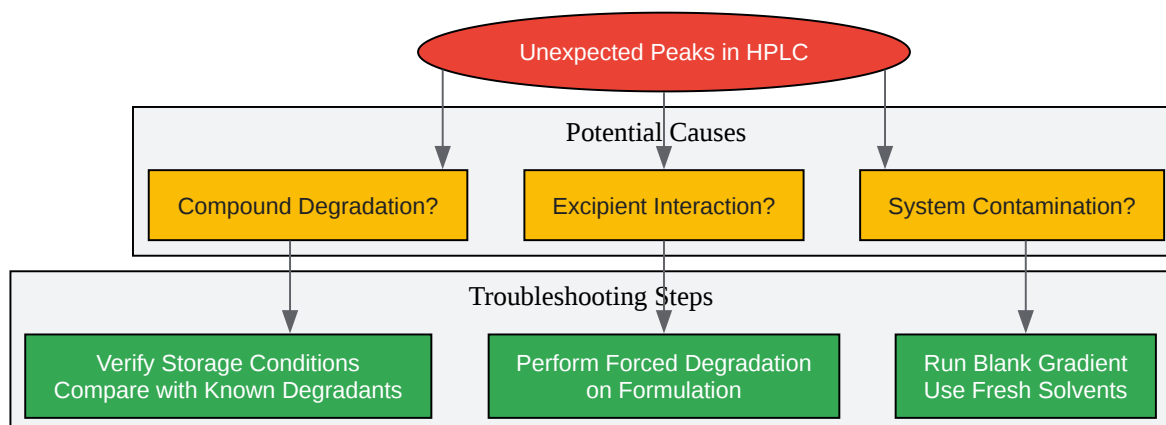 Unexpected Peaks in HPLC
Potential Causes
Compound Degradation?
Excipient Interaction?
System Contamination?
Troubleshooting Steps
Verify Storage Conditions
Compare with Known Degradants
Perform Forced Degradation
on Formulation
Run Blank Gradient
Use Fresh Solvents